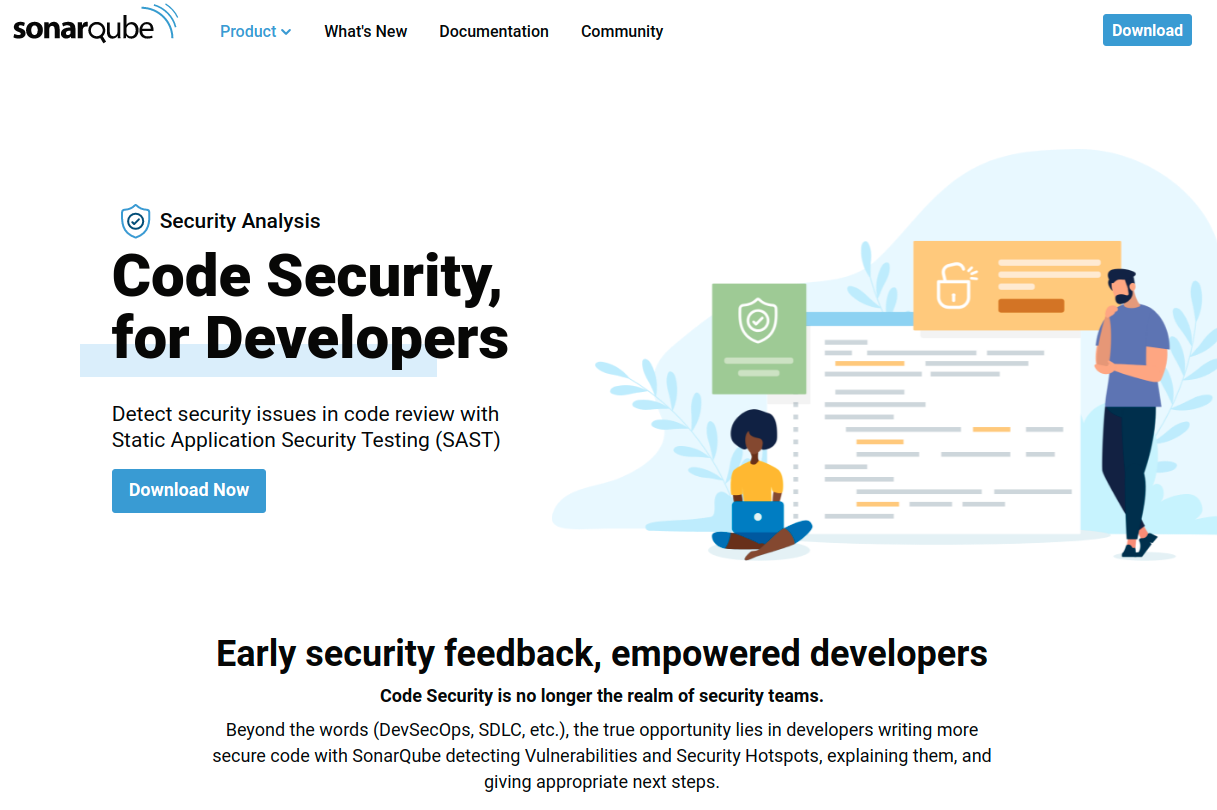 sonarqube
Product What's New Documentation Community Download
Security Analysis
Code Security,
for Developers
Detect security issues in code review with
Static Application Security Testing (SAST)
Download Now
Early security feedback, empowered developers
Code Security is no longer the realm of security teams.
Beyond the words (DevSecOps, SDLC, etc.), the true opportunity lies in developers writing more
secure code with SonarQube detecting Vulnerabilities and Security Hotspots, explaining them, and
giving appropriate next steps.